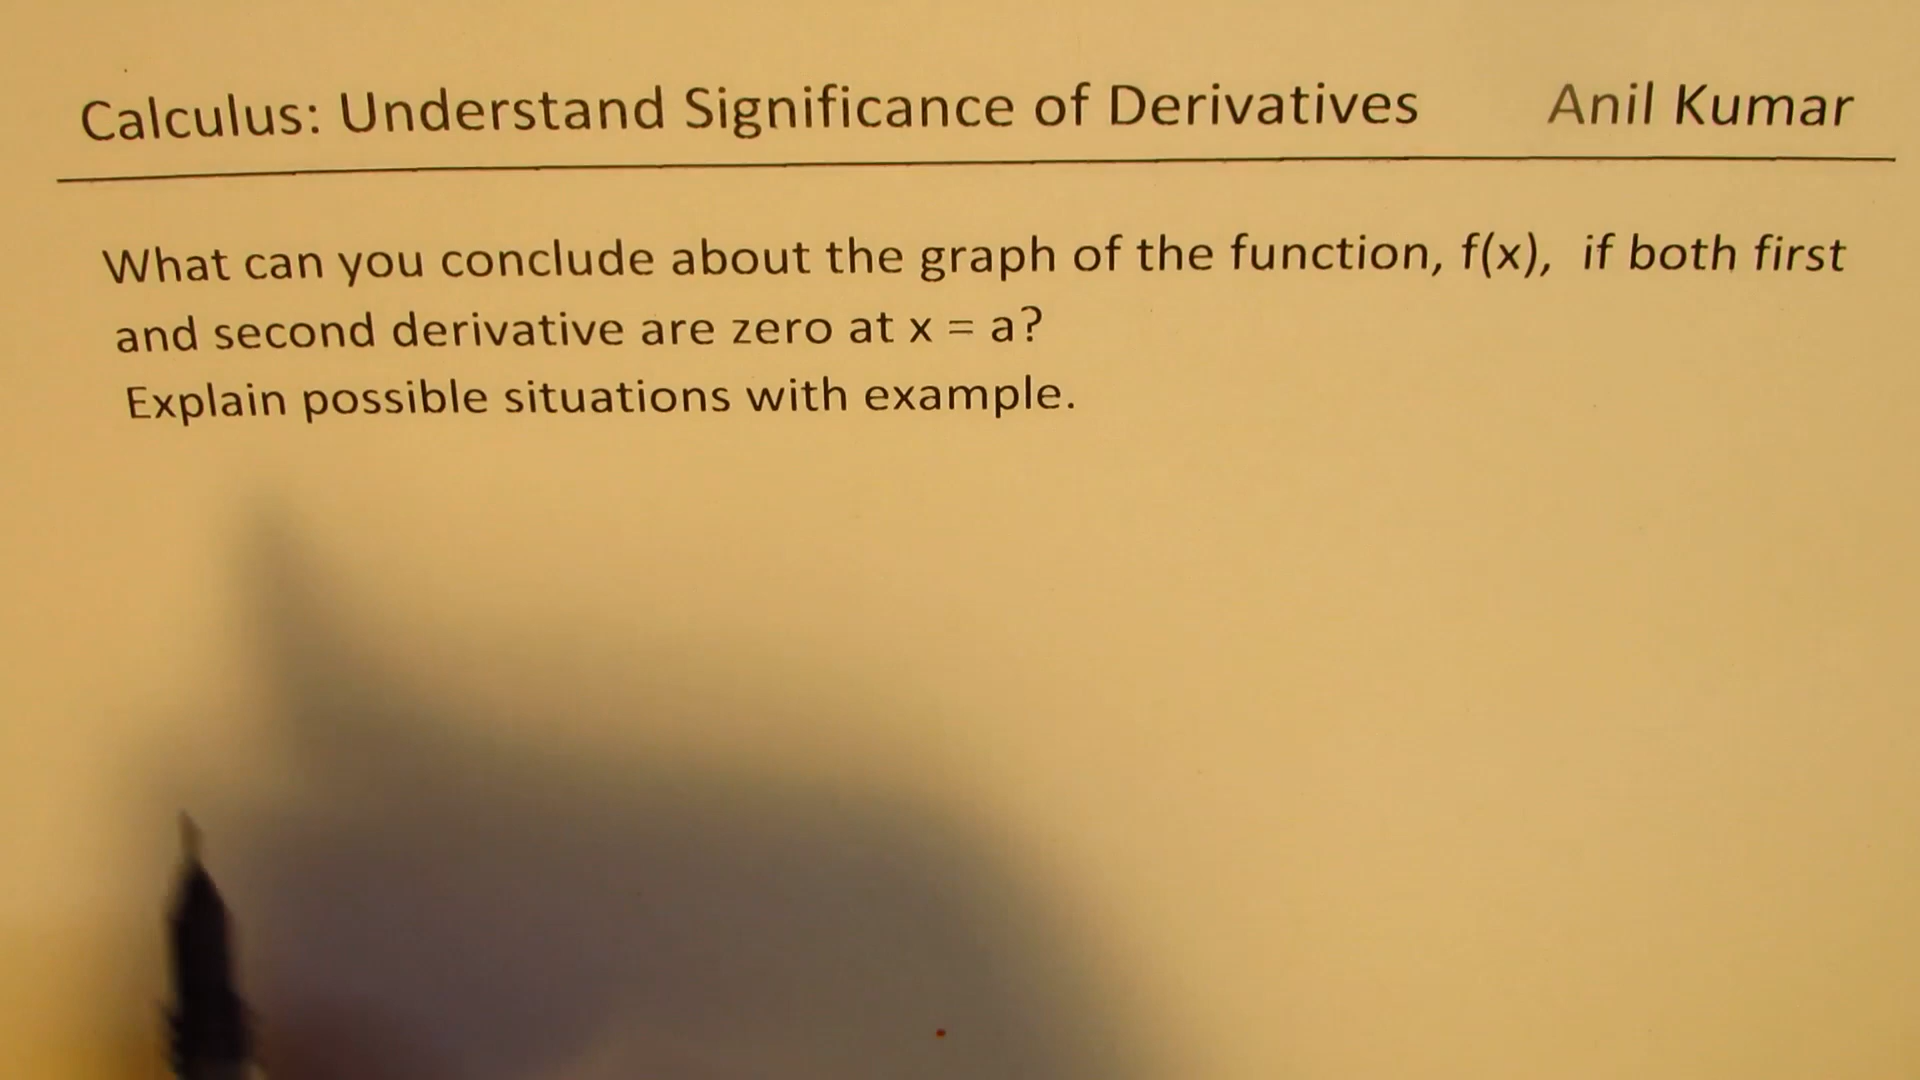 Calculus: Understand Significance of Derivatives Anil Kumar
What can you conclude about the graph of the function, f(x), if both first
and second derivative are zero at x = a?
Explain possible situations with example.